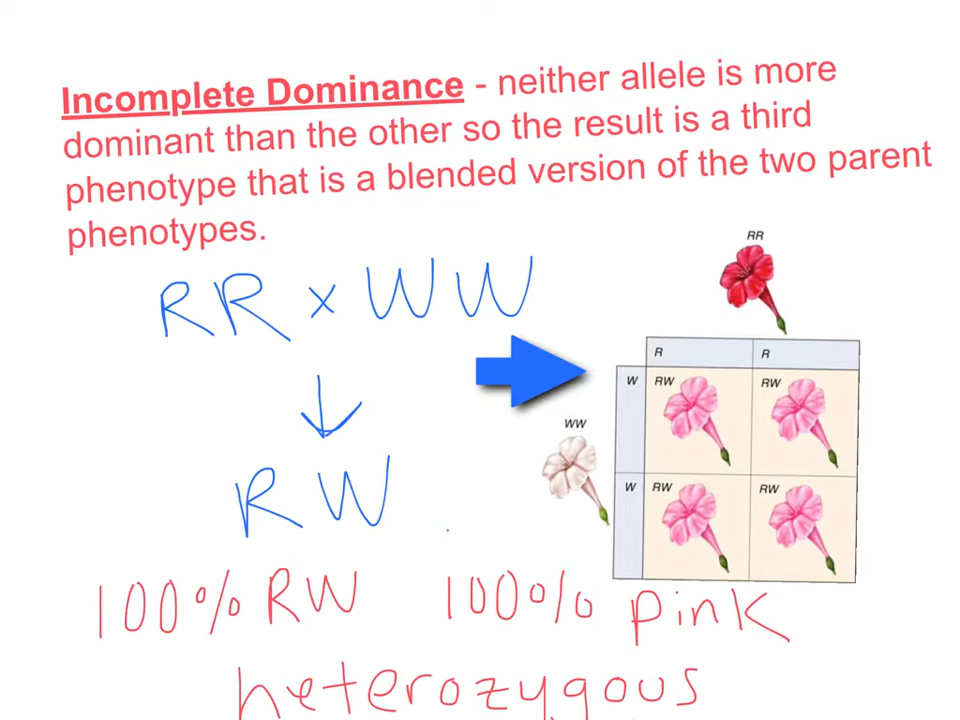 Incomplete Dominance - neither allele is more
dominant than the other so the result is a third
phenotype that is a blended version of the two parent
phenotypes.
RR x WW
RW
RR
R R
W RW RW
WW
W RW RW
100% RW 100% pink
heterozygous